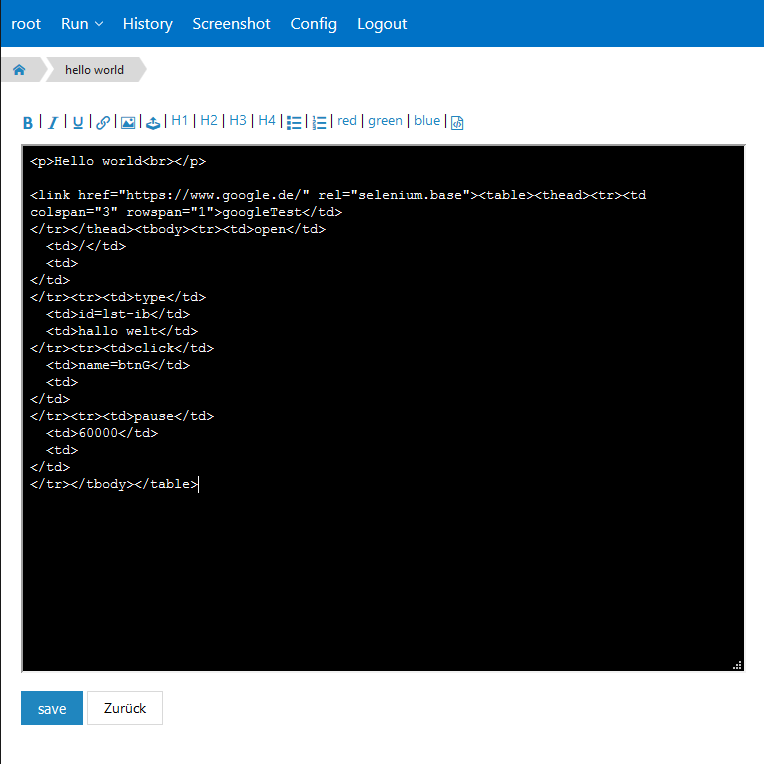 root Run History Screenshot Config Logout
hello world
B | I | U | | | | H1 | H2 | H3 | H4 | | | red | green | blue |
<p>Hello world<br></p>
<link href="https://www.google.de/" rel="selenium.base"><table><thead><tr><td
colspan="3" rowspan="1">googleTest</td>
</tr></thead><tbody><tr><td>open</td>
<td>/</td>
<td>
</td>
</tr><tr><td>type</td>
<td>id=lst-ib</td>
<td>hallo welt</td>
</tr><tr><td>click</td>
<td>name=btnG</td>
<td>
</td>
</tr><tr><td>pause</td>
<td>60000</td>
<td>
</td>
</tr></tbody></table>
save Zurück